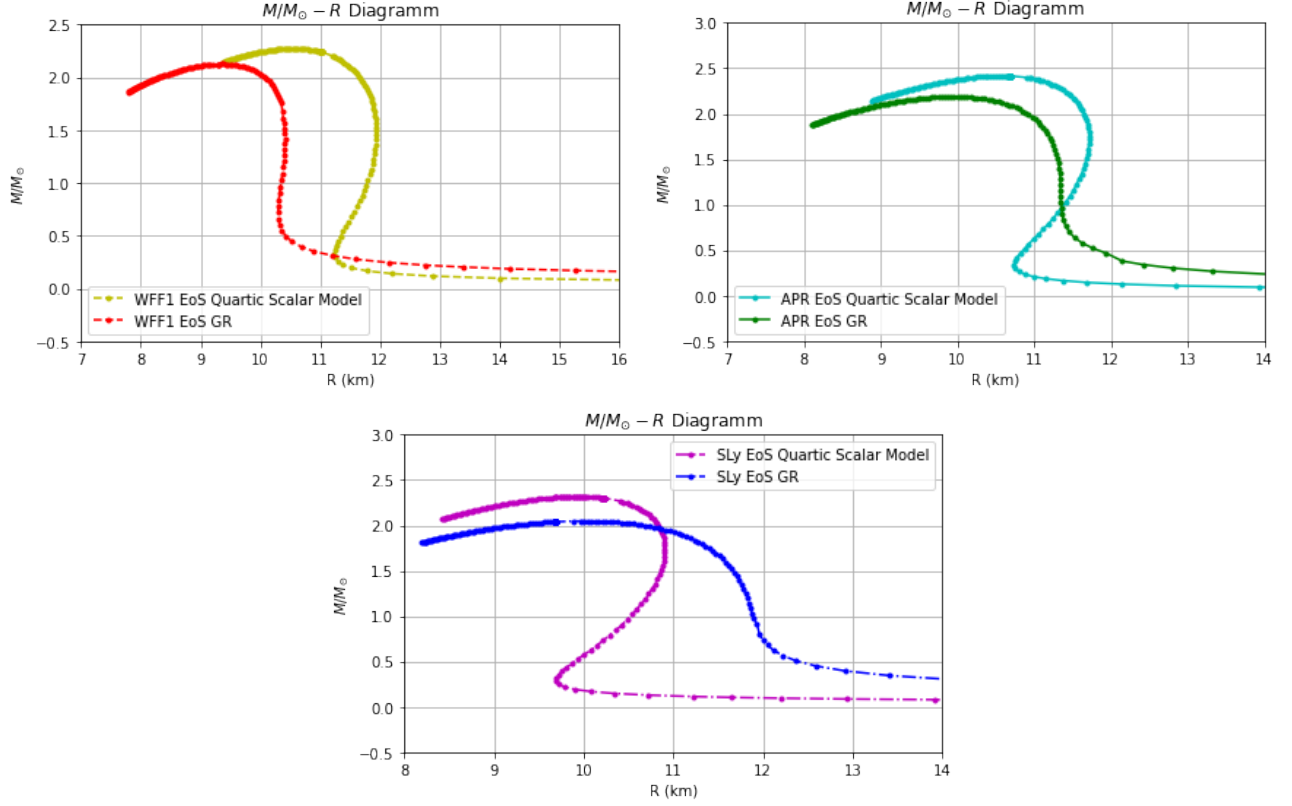 M/M⊙ − R Diagramm
2.5
2.0
1.5
1.0
0.5
0.0
−0.5
M/M⊙
WFF1 EoS Quartic Scalar Model
WFF1 EoS GR
7 8 9 10 11 12 13 14 15 16
R (km)
M/M⊙ − R Diagramm
3.0
2.5
2.0
1.5
1.0
0.5
0.0
−0.5
M/M⊙
APR EoS Quartic Scalar Model
APR EoS GR
7 8 9 10 11 12 13 14
R (km)
M/M⊙ − R Diagramm
3.0
2.5
2.0
1.5
1.0
0.5
0.0
−0.5
M/M⊙
SLy EoS Quartic Scalar Model
SLy EoS GR
8 9 10 11 12 13 14
R (km)